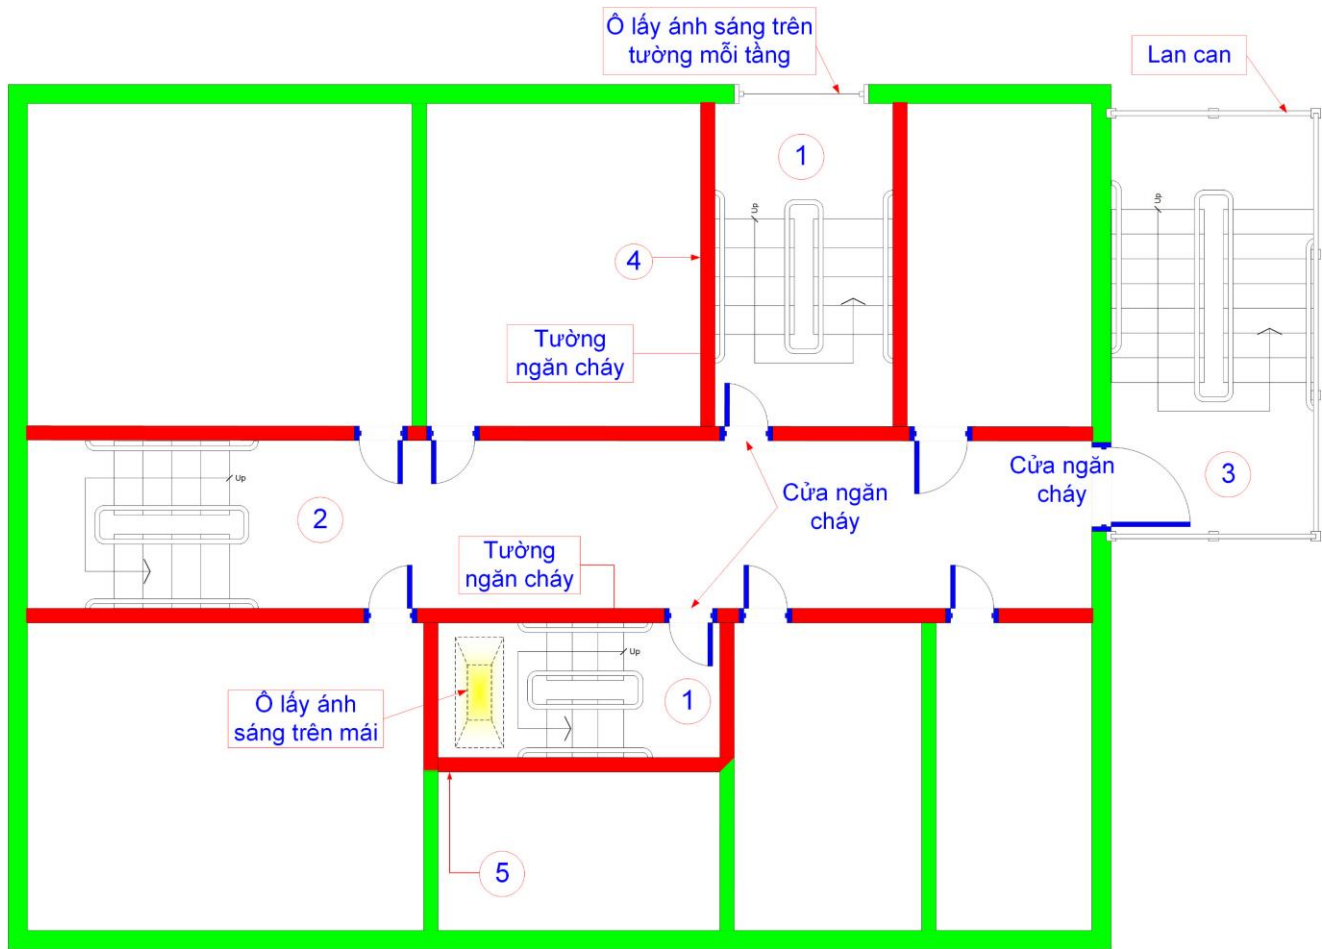 Ô lấy ánh sáng trên
tường mỗi tầng
Lan can
1
Up
Up
4
Tường
ngăn cháy
Cửa ngăn
cháy
3
Up
2
Cửa ngăn
cháy
Tường
ngăn cháy
Up
1
Ô lấy ánh
sáng trên mái
5